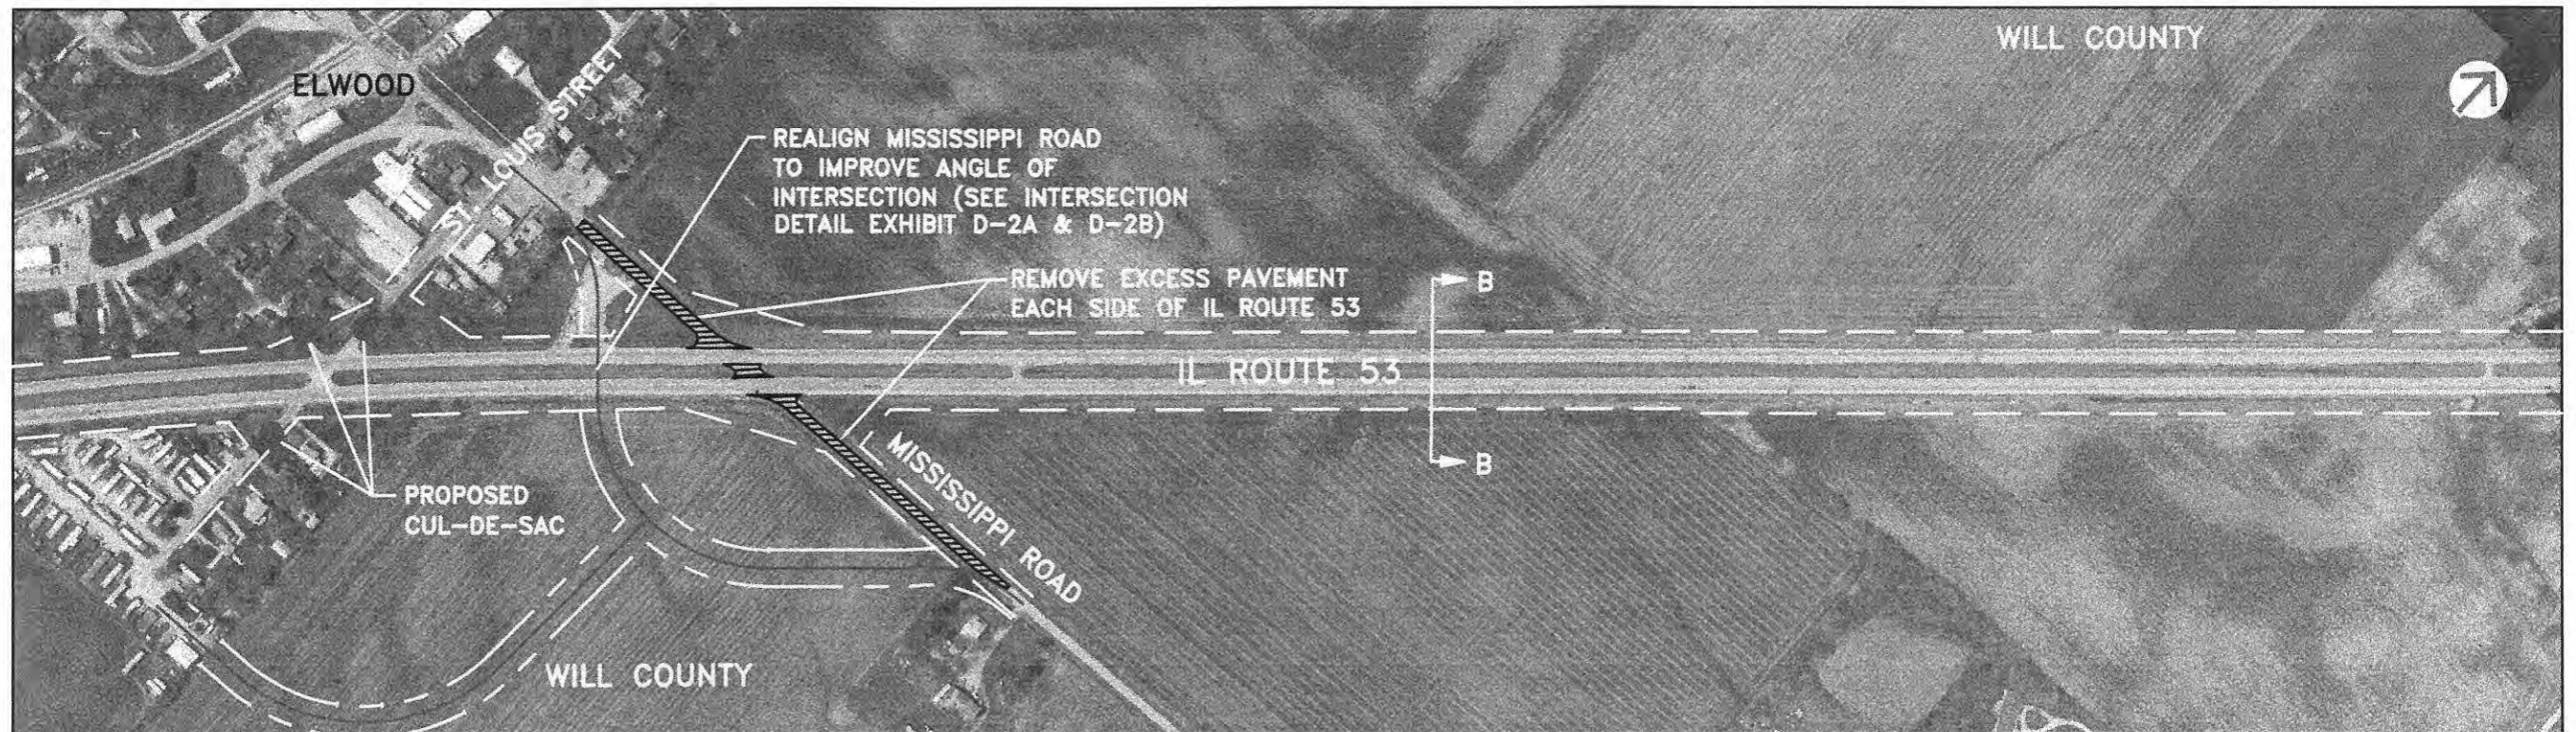 WILL COUNTY
ELWOOD
ST LOUIS STREET
REALIGN MISSISSIPPI ROAD
TO IMPROVE ANGLE OF
INTERSECTION (SEE INTERSECTION
DETAIL EXHIBIT D-2A & D-2B)
REMOVE EXCESS PAVEMENT
EACH SIDE OF IL ROUTE 53
B
IL ROUTE 53
B
MISSISSIPPI ROAD
PROPOSED
CUL-DE-SAC
WILL COUNTY